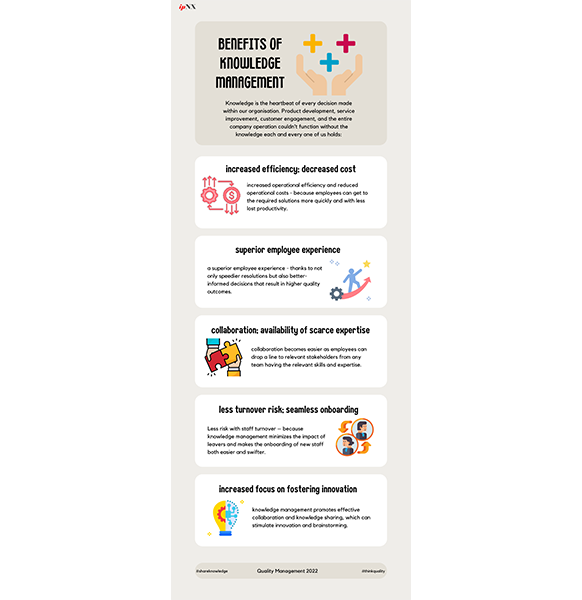 ipNX
BENEFITS OF
KNOWLEDGE
MANAGEMENT
Knowledge is the heartbeat of every decision made
within our organisation. Product development, service
improvement, customer engagement, and the entire
company operation couldn't function without the
knowledge each and every one of us holds:
increased efficiency; decreased cost
increased operational efficiency and reduced
operational costs - because employees can get to
the required solutions more quickly and with less
lost productivity.
superior employee experience
a superior employee experience - thanks to not
only speedier resolutions but also better-
informed decisions that result in higher quality
outcomes.
collaboration; availability of scarce expertise
collaboration becomes easier as employees can
drop a line to relevant stakeholders from any
team having the relevant skills and expertise.
less turnover risk; seamless onboarding
Less risk with staff turnover – because
knowledge management minimizes the impact of
leavers and makes the onboarding of new staff
both easier and swifter.
increased focus on fostering innovation
knowledge management promotes effective
collaboration and knowledge sharing, which can
stimulate innovation and brainstorming.
#shareknowledge Quality Management 2022 #thinkquality